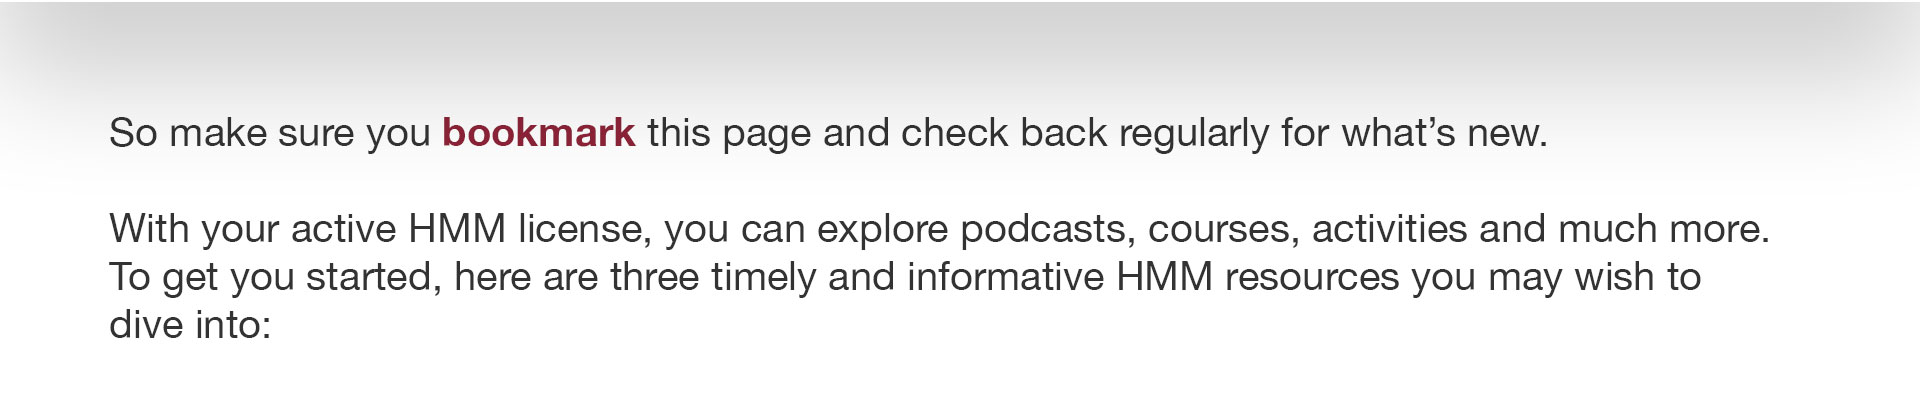 So make sure you bookmark this page and check back regularly for what’s new.
With your active HMM license, you can explore podcasts, courses, activities and much more.
To get you started, here are three timely and informative HMM resources you may wish to
dive into: